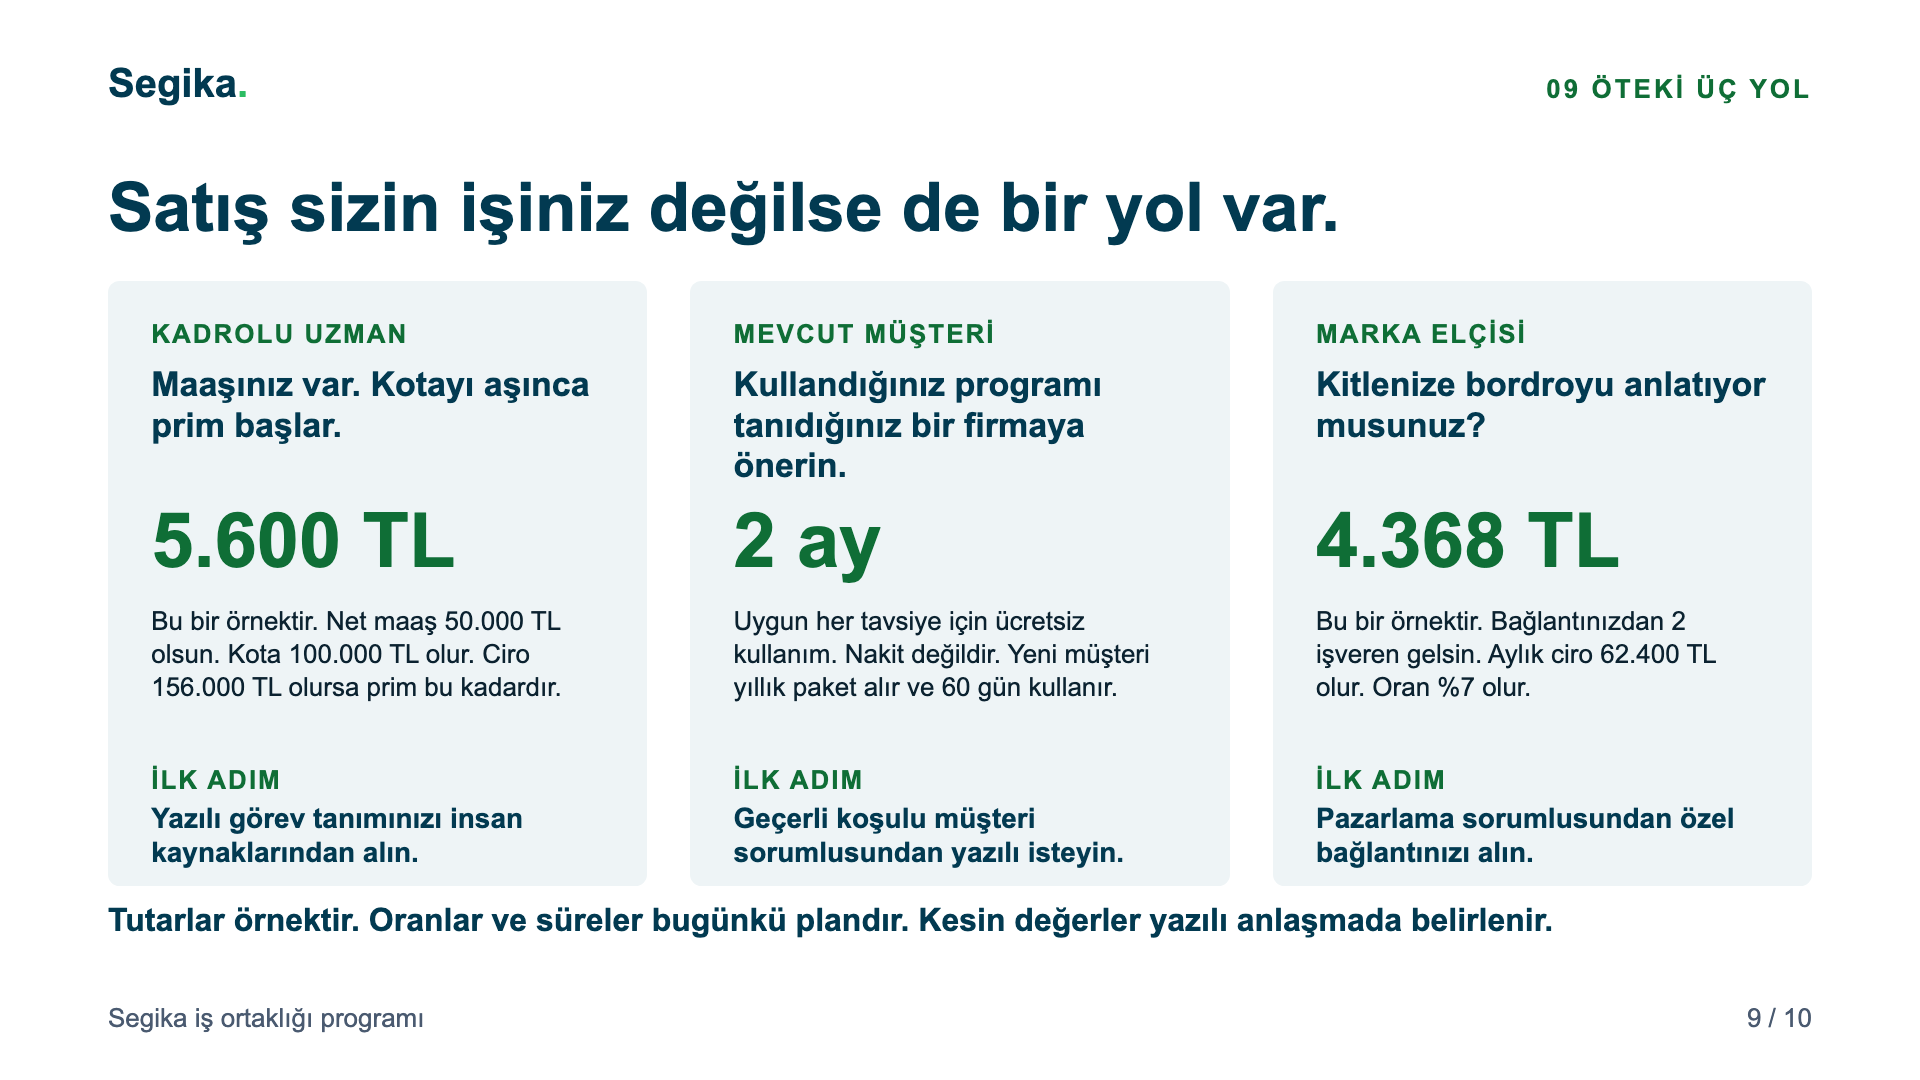 Segika.
09 ÖTEKİ ÜÇ YOL
Satış sizin işiniz değilse de bir yol var.
KADROLU UZMAN
Maaşınız var. Kotayı aşınca
prim başlar.
5.600 TL
Bu bir örnektir. Net maaş 50.000 TL
olsun. Kota 100.000 TL olur. Ciro
156.000 TL olursa prim bu kadardır.
İLK ADIM
Yazılı görev tanımınızı insan
kaynaklarından alın.
MEVCUT MÜŞTERİ
Kullandığınız programı
tanıdığınız bir firmaya
önerin.
2 ay
Uygun her tavsiye için ücretsiz
kullanım. Nakit değildir. Yeni müşteri
yıllık paket alır ve 60 gün kullanır.
İLK ADIM
Geçerli koşulu müşteri
sorumlusundan yazılı isteyin.
MARKA ELÇİSİ
Kitlenize bordroyu anlatıyor
musunuz?
4.368 TL
Bu bir örnektir. Bağlantınızdan 2
işveren gelsin. Aylık ciro 62.400 TL
olur. Oran %7 olur.
İLK ADIM
Pazarlama sorumlusundan özel
bağlantınızı alın.
Tutarlar örnektir. Oranlar ve süreler bugünkü plandır. Kesin değerler yazılı anlaşmada belirlenir.
Segika iş ortaklığı programı
9 / 10